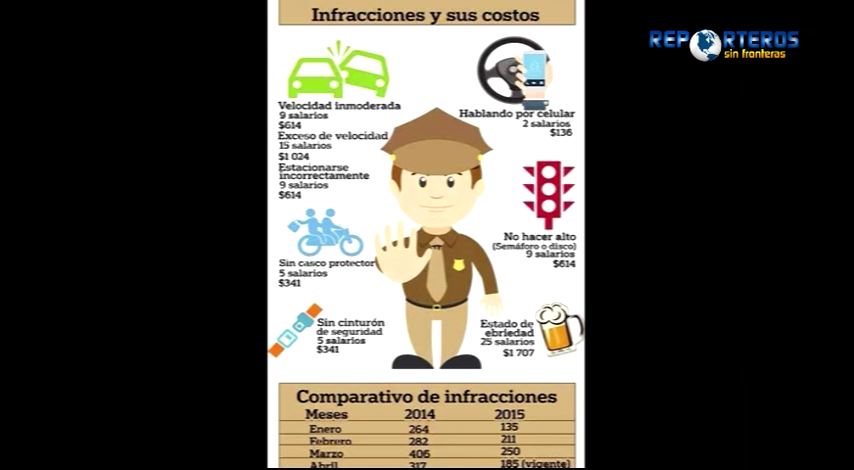 Infracciones y sus costos
REPORTEROS
sin fronteras
Velocidad inmoderada
9 salarios
$614
Exceso de velocidad
15 salarios
$1 024
Estacionarse
incorrectamente
9 salarios
$614
Hablando por celular
2 salarios
$136
Sin casco protector
5 salarios
$341
No hacer alto
(Semáforo o disco)
9 salarios
$614
Sin cinturón
de seguridad
5 salarios
$341
Estado de
ebriedad
25 salarios
$1 707
Comparativo de infracciones
Meses 2014 2015
Enero 264 135
Febrero 282 211
Marzo 406 250
Abril 317 185 (vigente)